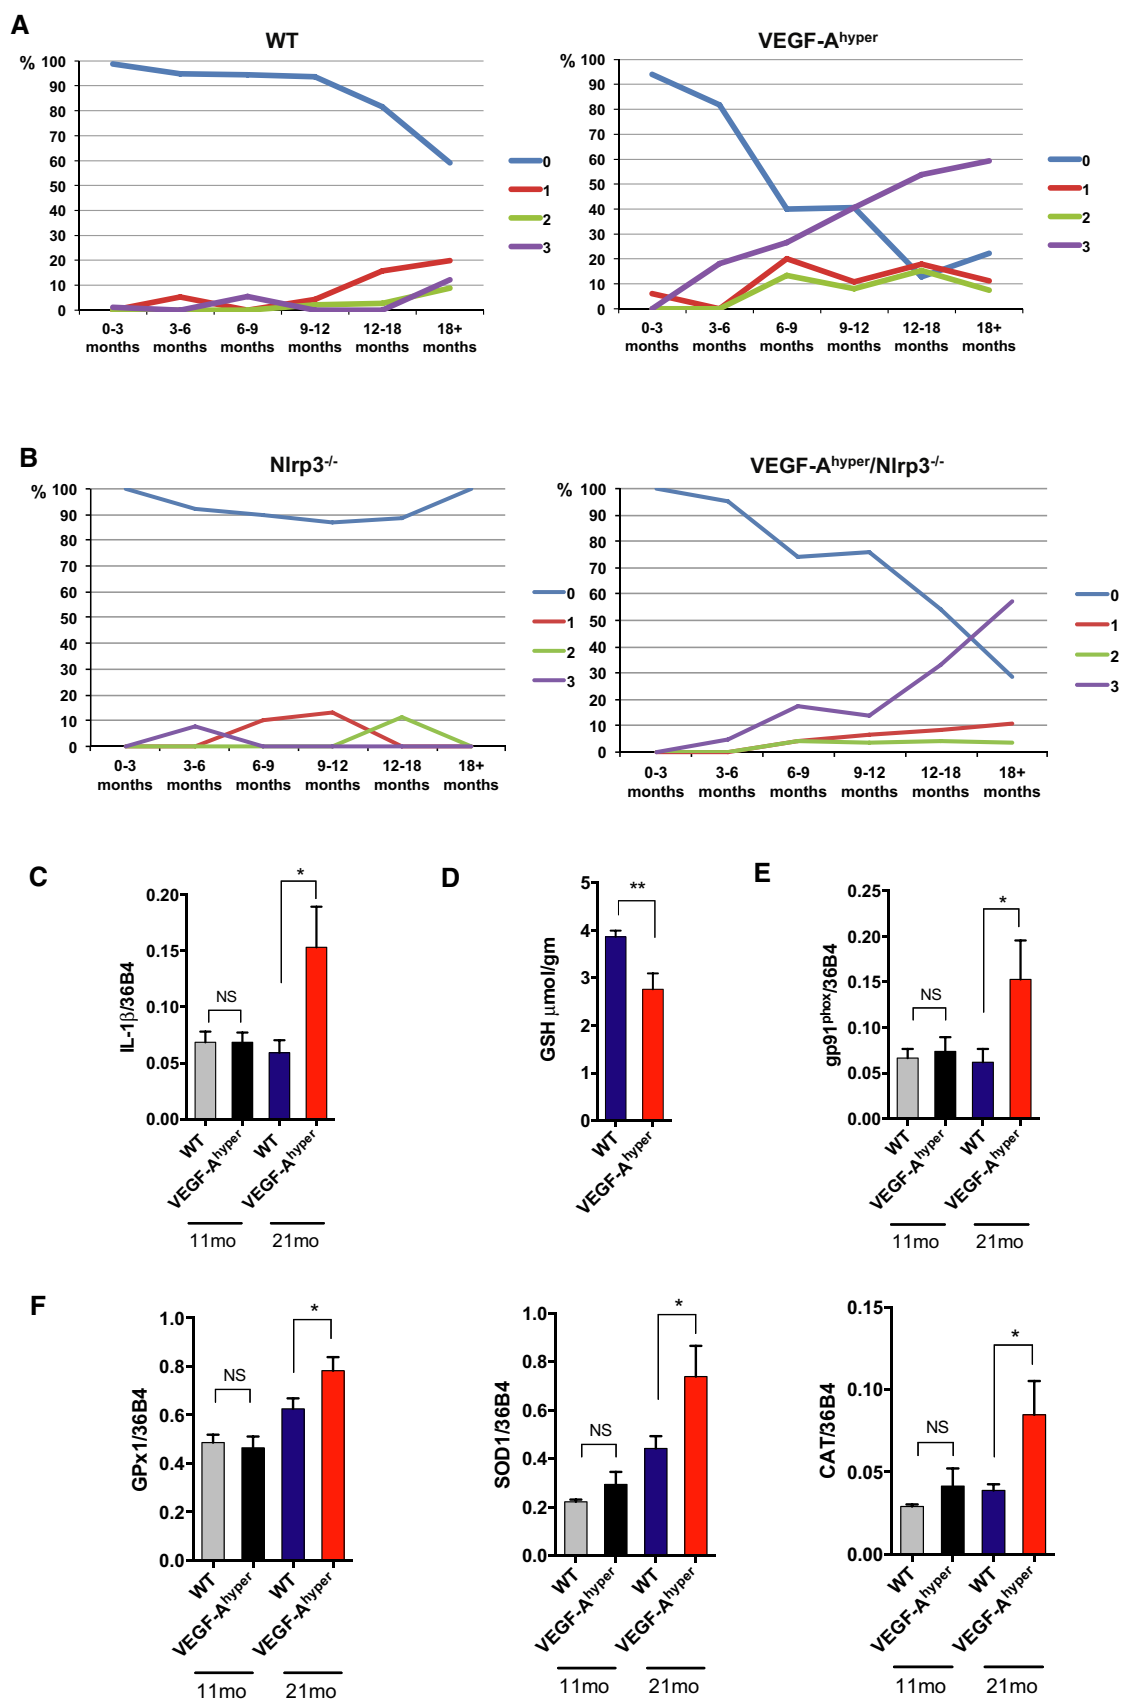 A
WT
VEGF-Ahyper
%
100
90
80
70
60
50
40
30
20
10
0
0-3 months
3-6 months
6-9 months
9-12 months
12-18 months
18+ months
0
1
2
3
%
100
90
80
70
60
50
40
30
20
10
0
0-3 months
3-6 months
6-9 months
9-12 months
12-18 months
18+ months
0
1
2
3
B
Nlrp3-/-
VEGF-Ahyper/Nlrp3-/-
%
100
90
80
70
60
50
40
30
20
10
0
0-3 months
3-6 months
6-9 months
9-12 months
12-18 months
18+ months
0
1
2
3
%
100
90
80
70
60
50
40
30
20
10
0
0-3 months
3-6 months
6-9 months
9-12 months
12-18 months
18+ months
0
1
2
3
C
IL-1β/36B4
0.20
0.15
0.10
0.05
0.00
NS
*
WT
VEGF-Ahyper
WT
VEGF-Ahyper
11mo
21mo
D
GSH μmol/gm
5
4
3
2
1
0
**
WT
VEGF-Ahyper
E
gp91phox/36B4
0.25
0.20
0.15
0.10
0.05
0.00
NS
*
WT
VEGF-Ahyper
WT
VEGF-Ahyper
11mo
21mo
F
GPx1/36B4
1.0
0.8
0.6
0.4
0.2
0.0
NS
*
WT
VEGF-Ahyper
WT
VEGF-Ahyper
11mo
21mo
SOD1/36B4
1.0
0.8
0.6
0.4
0.2
0.0
NS
*
WT
VEGF-Ahyper
WT
VEGF-Ahyper
11mo
21mo
CAT/36B4
0.15
0.10
0.05
0.00
NS
*
WT
VEGF-Ahyper
WT
VEGF-Ahyper
11mo
21mo